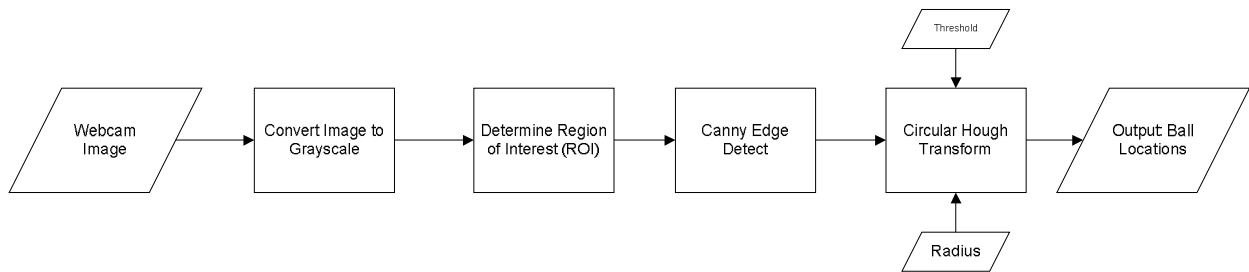 Threshold
Webcam
Image
Convert Image to
Grayscale
Determine Region
of Interest (ROI)
Canny Edge
Detect
Circular Hough
Transform
Output Ball
Locations
Radius